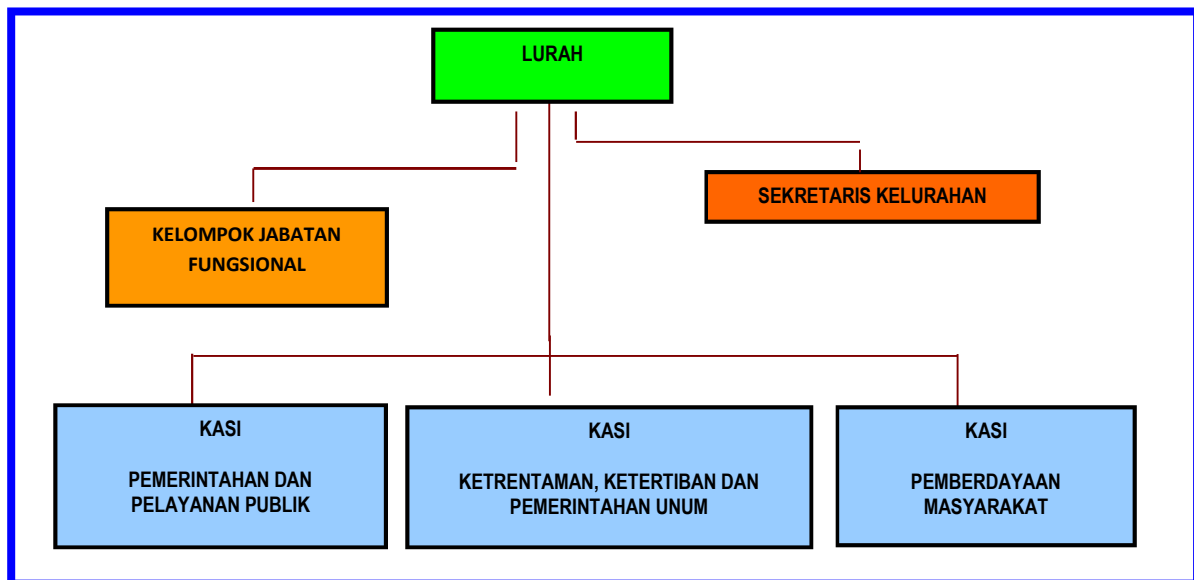 LURAH
SEKRETARIS KELURAHAN
KELOMPOK JABATAN
FUNGSIONAL
KASI
PEMERINTAHAN DAN
PELAYANAN PUBLIK
KASI
KETRENTAMAN, KETERTIBAN DAN
PEMERINTAHAN UNUM
KASI
PEMBERDAYAAN
MASYARAKAT